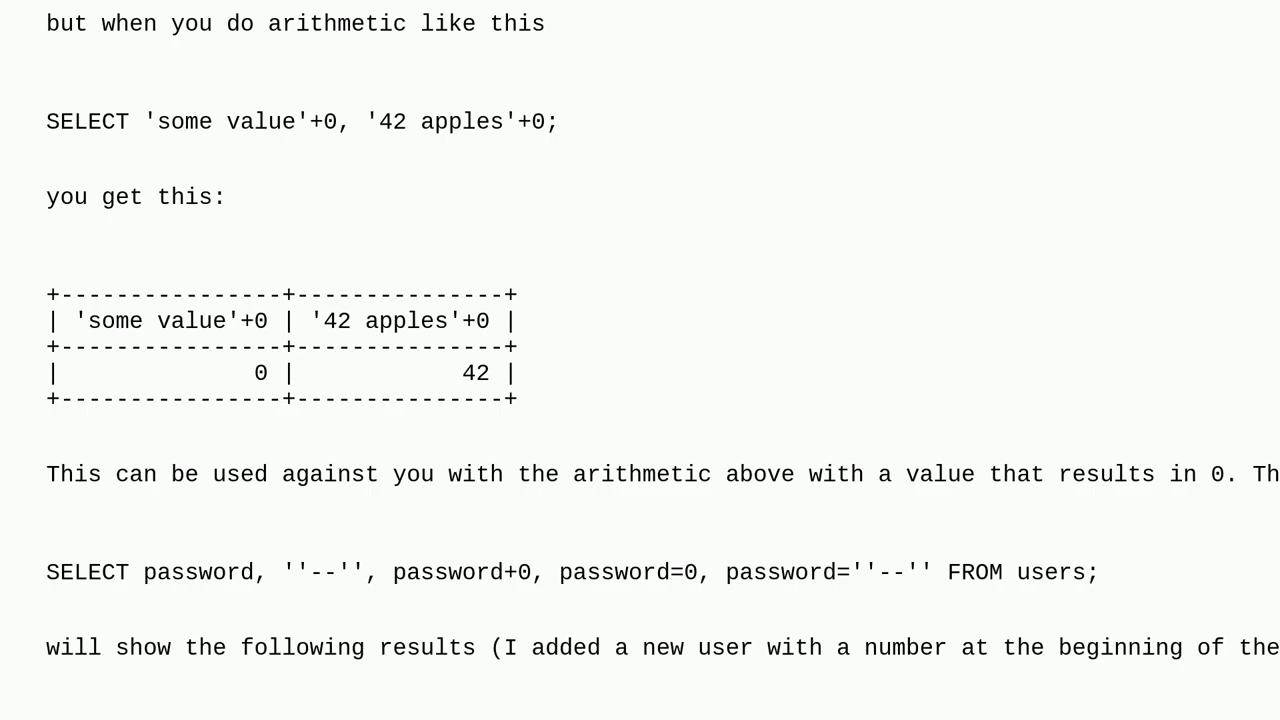 but when you do arithmetic like this
SELECT 'some value'+0, '42 apples'+0;
you get this:
+----------------+---------------+
| 'some value'+0 | '42 apples'+0 |
+----------------+---------------+
|              0 |            42 |
+----------------+---------------+
This can be used against you with the arithmetic above with a value that results in 0. Th
SELECT password, ''--'', password+0, password=0, password=''--'' FROM users;
will show the following results (I added a new user with a number at the beginning of the